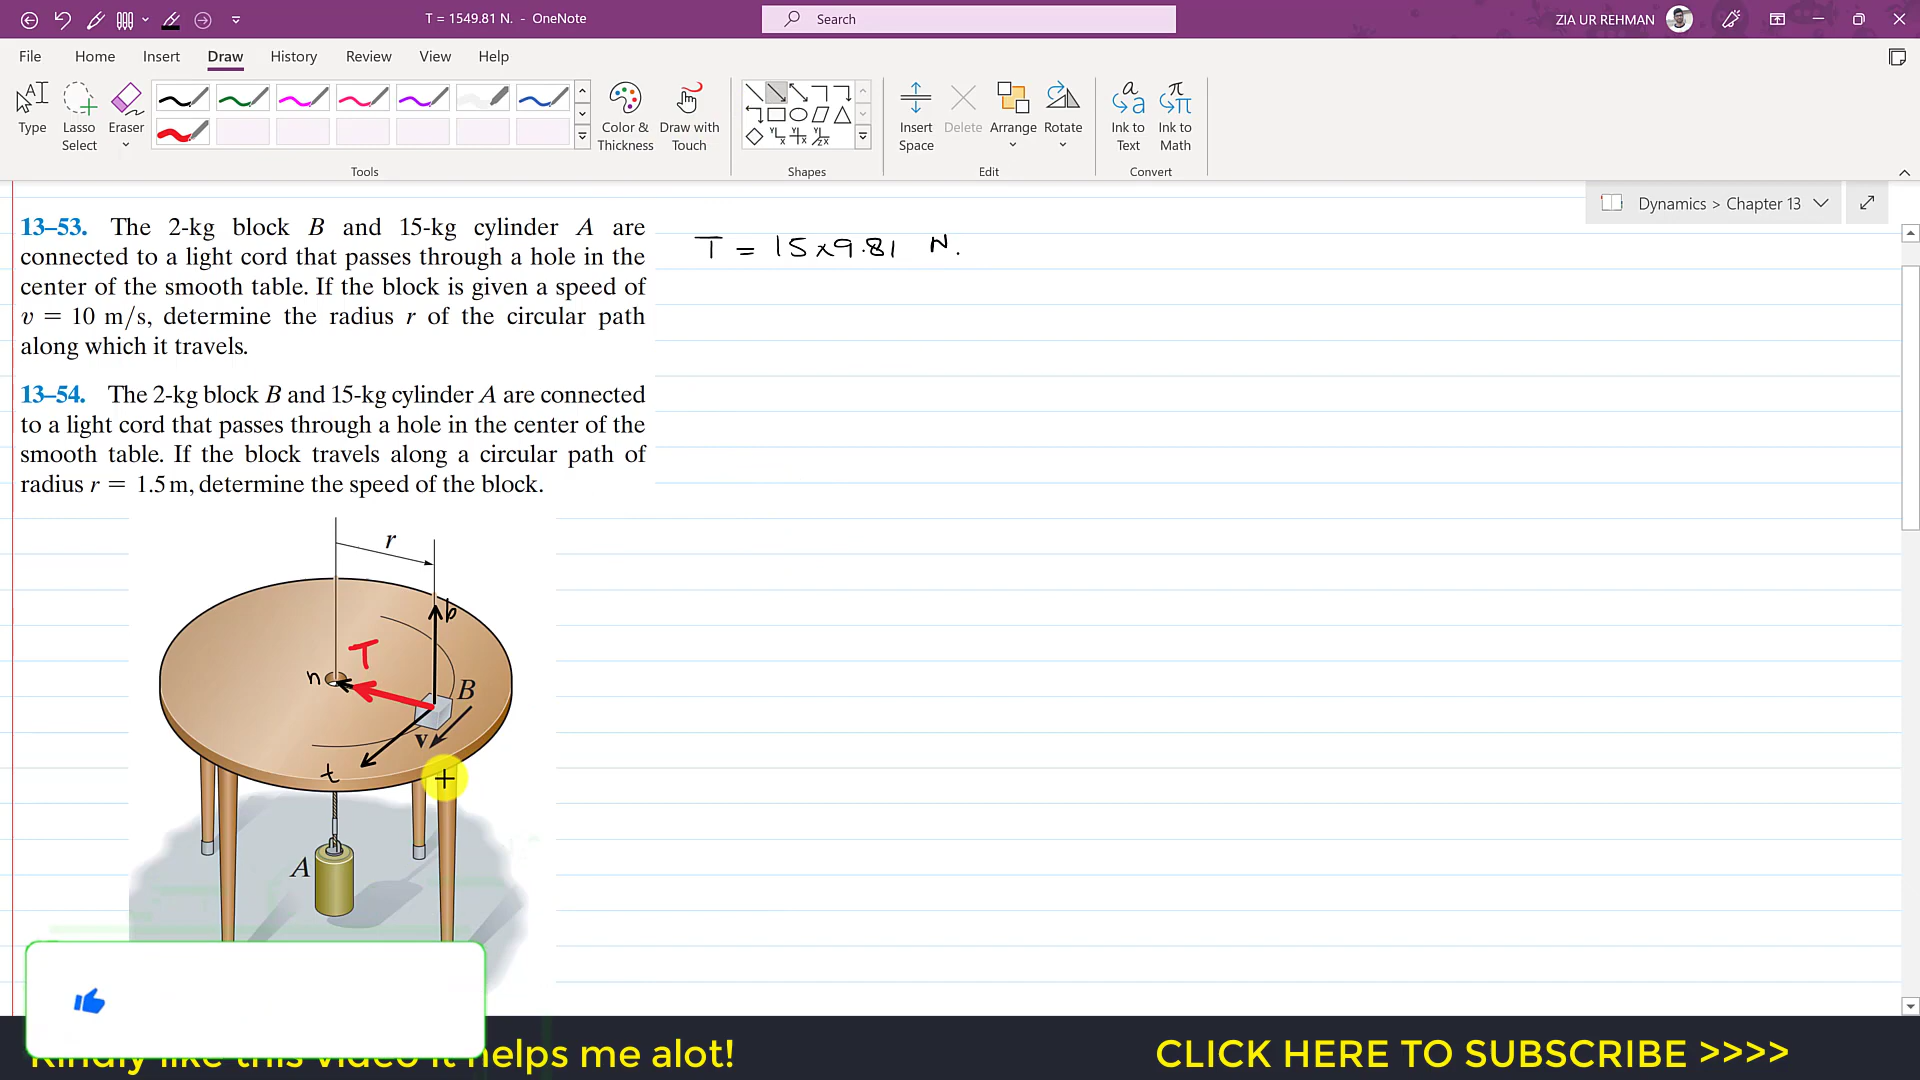 T = 1549.81 N. - OneNote
Search
ZIA UR REHMAN
File Home Insert Draw History Review View Help
Type
Lasso Select
Eraser
Color & Thickness
Draw with Touch
Insert Space
Delete
Arrange
Rotate
Ink to Text
Ink to Math
Tools
Shapes
Edit
Convert
Dynamics > Chapter 13
13–53. The 2-kg block B and 15-kg cylinder A are
connected to a light cord that passes through a hole in the
center of the smooth table. If the block is given a speed of
v = 10 m/s, determine the radius r of the circular path
along which it travels.
T = 15×9.81 N.
13–54. The 2-kg block B and 15-kg cylinder A are connected
to a light cord that passes through a hole in the center of the
smooth table. If the block travels along a circular path of
radius r = 1.5 m, determine the speed of the block.
r
b
T
n
B
v
t
A
Kindly like this video it helps me alot!
CLICK HERE TO SUBSCRIBE >>>>